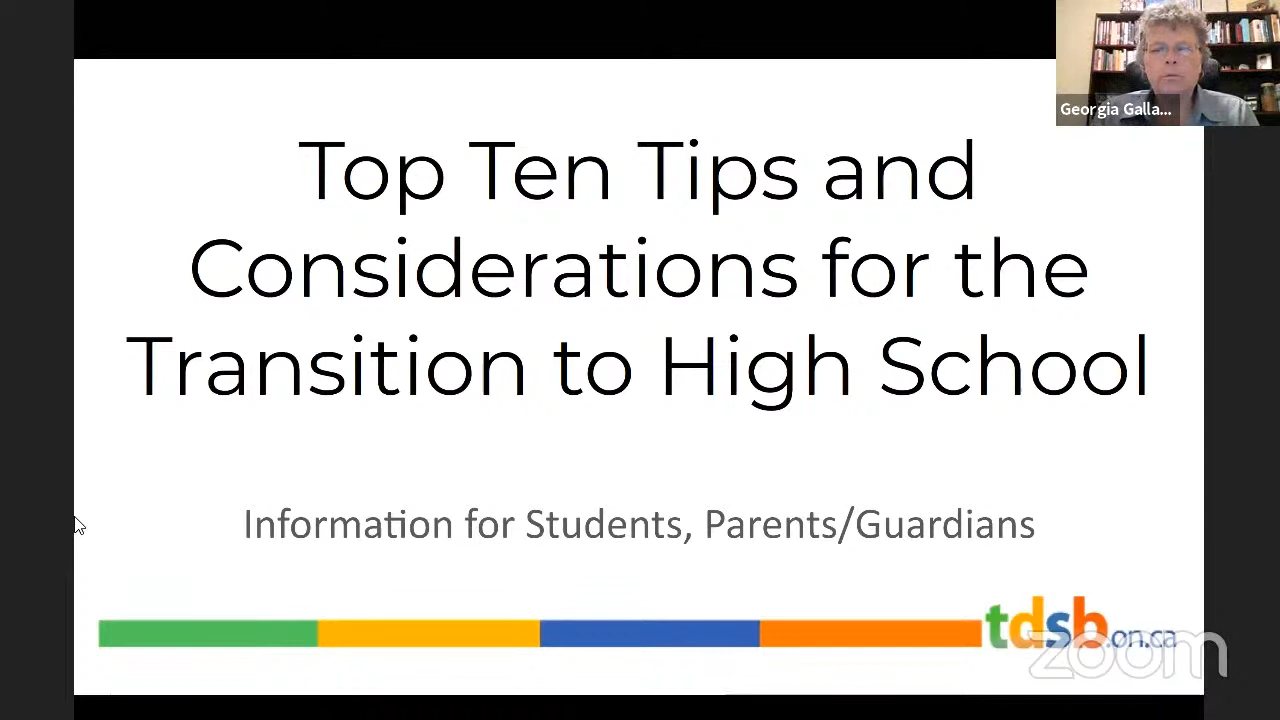 Georgia Galla...
Top Ten Tips and
Considerations for the
Transition to High School
Information for Students, Parents/Guardians
tdsb.on.ca
zoom